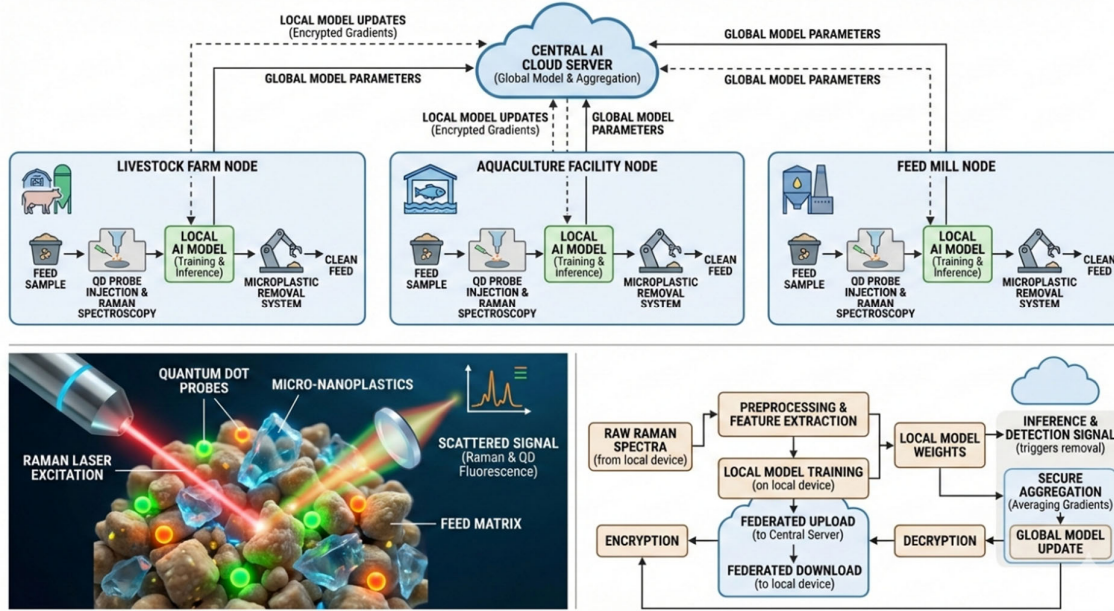 LOCAL MODEL UPDATES
(Encrypted Gradients)
GLOBAL MODEL PARAMETERS
CENTRAL AI
CLOUD SERVER
(Global Model & Aggregation)
GLOBAL MODEL PARAMETERS
GLOBAL MODEL PARAMETERS
LOCAL MODEL UPDATES
(Encrypted Gradients)
GLOBAL MODEL
PARAMETERS
LIVESTOCK FARM NODE
FEED
SAMPLE
QD PROBE
INJECTION &
RAMAN
SPECTROSCOPY
LOCAL
AI MODEL
(Training &
Inference)
MICROPLASTIC
REMOVAL
SYSTEM
CLEAN
FEED
AQUACULTURE FACILITY NODE
FEED
SAMPLE
QD PROBE
INJECTION &
RAMAN
SPECTROSCOPY
LOCAL
AI MODEL
(Training &
Inference)
MICROPLASTIC
REMOVAL
SYSTEM
CLEAN
FEED
FEED MILL NODE
FEED
SAMPLE
QD PROBE
INJECTION &
RAMAN
SPECTROSCOPY
LOCAL
AI MODEL
(Training &
Inference)
MICROPLASTIC
REMOVAL
SYSTEM
CLEAN
FEED
QUANTUM DOT
PROBES
MICRO-NANOPLASTICS
SCATTERED SIGNAL
(Raman & QD
Fluorescence)
RAMAN LASER
EXCITATION
FEED MATRIX
RAW RAMAN
SPECTRA
(from local device)
PREPROCESSING &
FEATURE EXTRACTION
LOCAL MODEL TRAINING
(on local device)
LOCAL MODEL
WEIGHTS
INFERENCE &
DETECTION SIGNAL
(triggers removal)
SECURE
AGGREGATION
(Averaging Gradients)
GLOBAL MODEL
UPDATE
DECRYPTION
FEDERATED UPLOAD
(to Central Server)
FEDERATED DOWNLOAD
(to local device)
ENCRYPTION